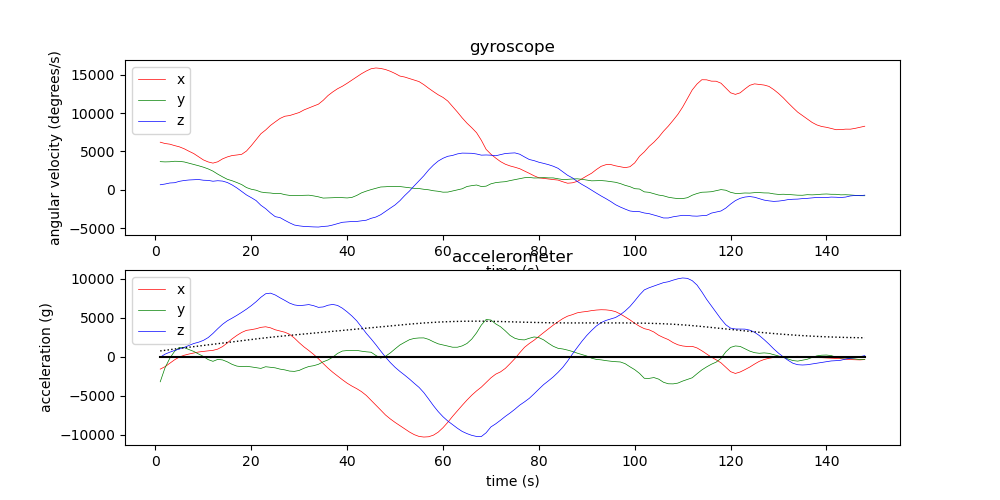 gyroscope
angular velocity (degrees/s)
15000
10000
5000
0
−5000
x
y
z
0 20 40 60 80 100 120 140
time (s)
accelerometer
acceleration (g)
10000
5000
0
−5000
−10000
x
y
z
0 20 40 60 80 100 120 140
time (s)